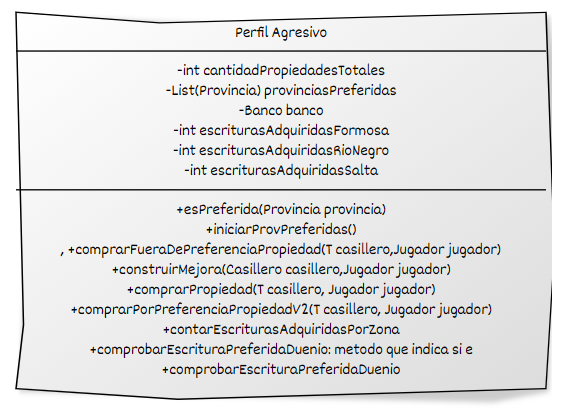 Perfil Agresivo
-int cantidadPropiedadesTotales
-List(Provincia) provinciasPreferidas
-Banco banco
-int escriturasAdquiridasFormosa
-int escriturasAdquiridasRioNegro
-int escriturasAdquiridasSalta
+esPreferida(Provincia provincia)
+iniciarProvPreferidas()
, +comprarFueraDePreferenciaPropiedad(T casillero,Jugador jugador)
+construirMejora(Casillero casillero,Jugador jugador)
+comprarPropiedad(T casillero, Jugador jugador)
+comprarPorPreferenciaPropiedadV2(T casillero, Jugador jugador)
+contarEscriturasAdquiridasPorZona
+comprobarEscrituraPreferidaDuenio: metodo que indica si e
+comprobarEscrituraPreferidaDuenio